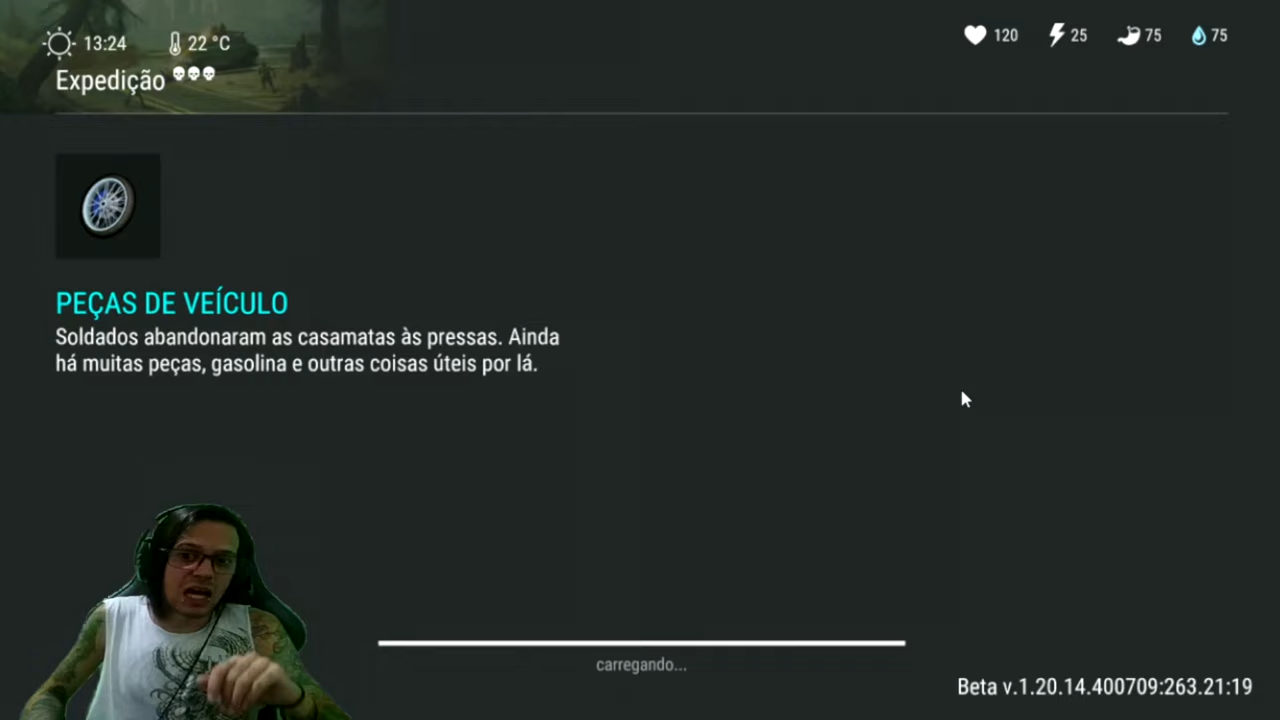 13:24 22 °C 120 25 75 75
Expedição
PEÇAS DE VEÍCULO
Soldados abandonaram as casamatas às pressas. Ainda
há muitas peças, gasolina e outras coisas úteis por lá.
carregando...
Beta v.1.20.14.400709:263.21:19